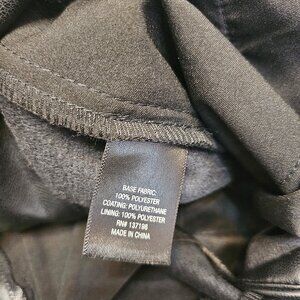 BASE FABRIC:
100% POLYESTER
COATING: POLYURETHANE
LINING: 100% POLYESTER
RN# 137198
MADE IN CHINA